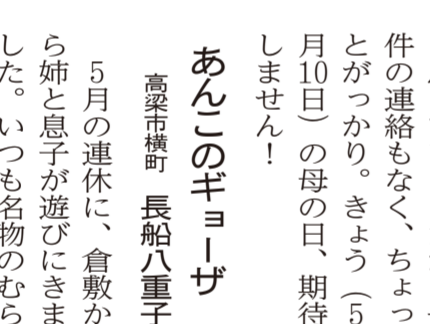 件の連絡もなく、ちょっ
とがっかり。きょう(5
月10日)の母の日、期待
しません!
あんこのギョーザ
高梁市横町 長船八重子
5月の連休に、倉敷か
ら姉と息子が遊びにきま
した。いつも名物のむら